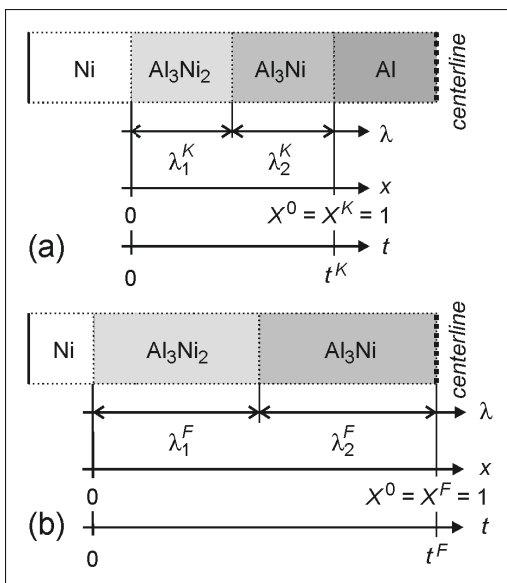 Ni Al₃Ni₂ Al₃Ni Al
centerline
λ₁ᴷ λ₂ᴷ λ
x
0 X⁰ = Xᴷ = 1
(a) t
0 tᴷ
Ni Al₃Ni₂ Al₃Ni
centerline
λ₁ᶠ λ₂ᶠ λ
x
0 X⁰ = Xᶠ = 1
(b) t
0 tᶠ